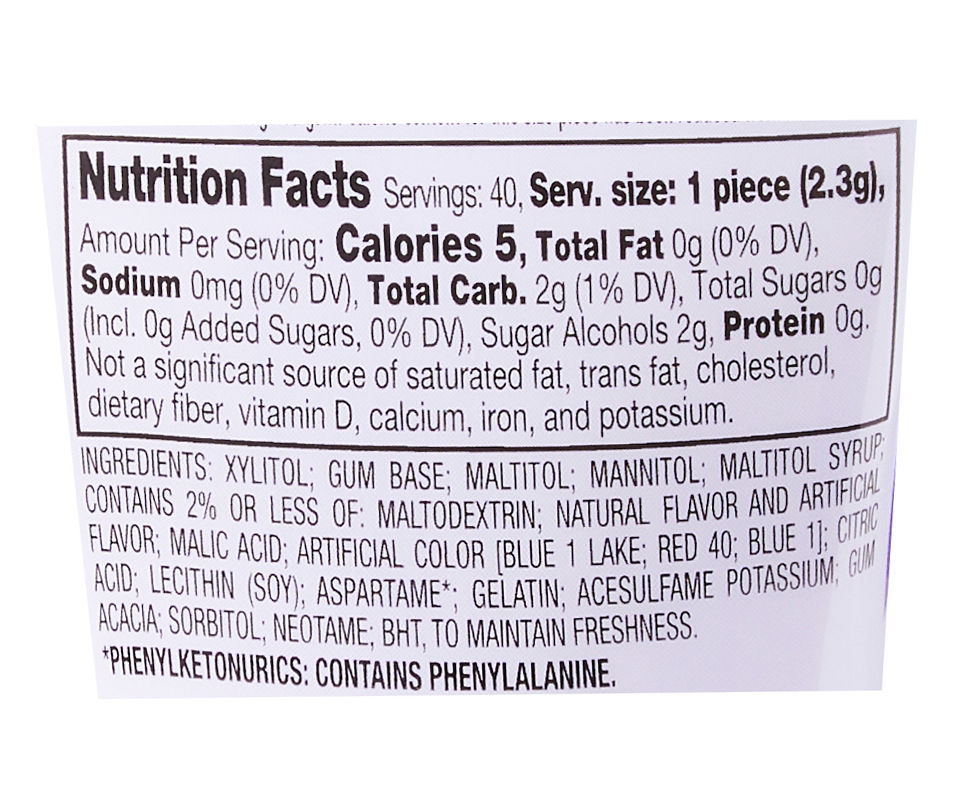 Nutrition Facts Servings: 40, Serv. size: 1 piece (2.3g),
Amount Per Serving: Calories 5, Total Fat 0g (0% DV),
Sodium 0mg (0% DV), Total Carb. 2g (1% DV), Total Sugars 0g
(Incl. 0g Added Sugars, 0% DV), Sugar Alcohols 2g, Protein 0g.
Not a significant source of saturated fat, trans fat, cholesterol,
dietary fiber, vitamin D, calcium, iron, and potassium.
INGREDIENTS: XYLITOL; GUM BASE; MALTITOL; MANNITOL; MALTITOL SYRUP;
CONTAINS 2% OR LESS OF: MALTODEXTRIN; NATURAL FLAVOR AND ARTIFICIAL
FLAVOR; MALIC ACID; ARTIFICIAL COLOR [BLUE 1 LAKE; RED 40; BLUE 1]; CITRIC
ACID; LECITHIN (SOY); ASPARTAME*; GELATIN; ACESULFAME POTASSIUM; GUM
ACACIA; SORBITOL; NEOTAME; BHT, TO MAINTAIN FRESHNESS.
*PHENYLKETONURICS: CONTAINS PHENYLALANINE.